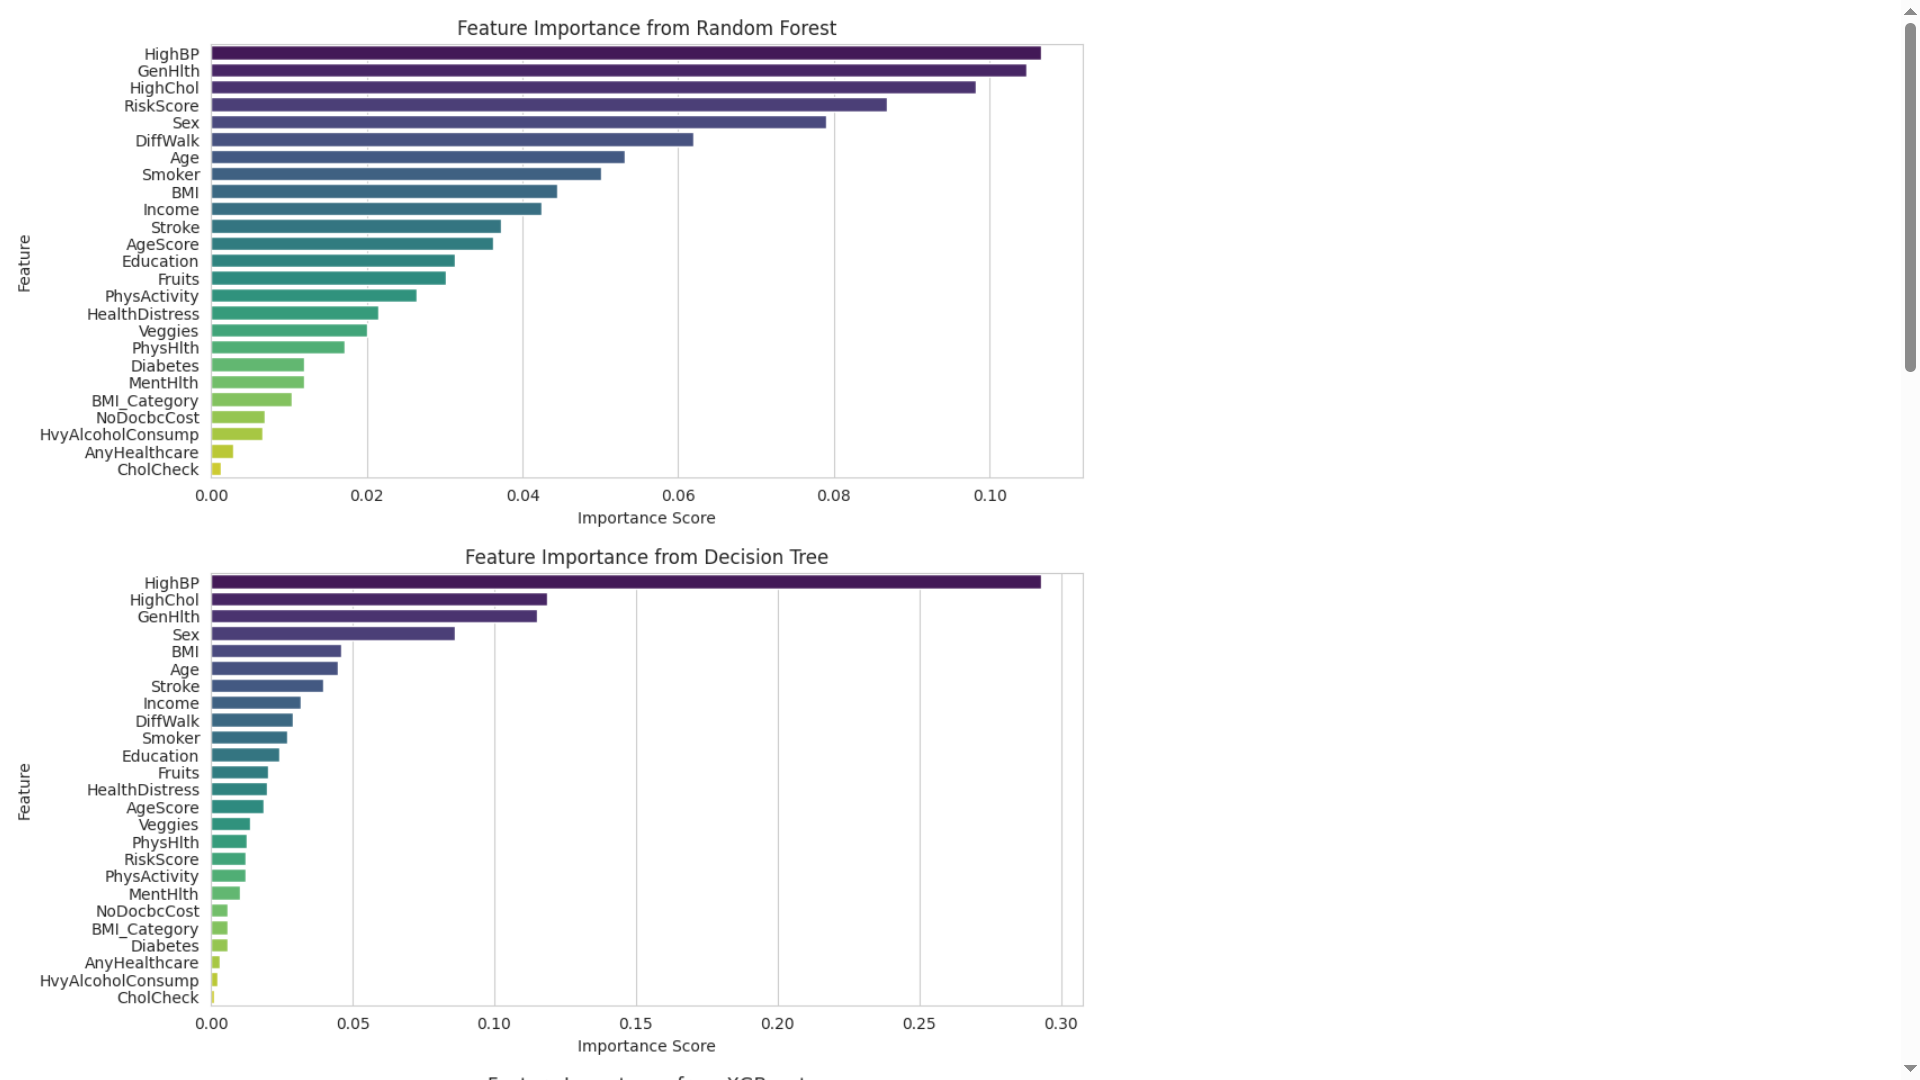 Feature Importance from Random Forest
HighBP
GenHlth
HighChol
RiskScore
Sex
DiffWalk
Age
Smoker
BMI
Income
Stroke
AgeScore
Education
Fruits
PhysActivity
HealthDistress
Veggies
PhysHlth
Diabetes
MentHlth
BMI_Category
NoDocbcCost
HvyAlcoholConsump
AnyHealthcare
CholCheck
Feature
0.00 0.02 0.04 0.06 0.08 0.10
Importance Score
Feature Importance from Decision Tree
HighBP
HighChol
GenHlth
Sex
BMI
Age
Stroke
Income
DiffWalk
Smoker
Education
Fruits
HealthDistress
AgeScore
Veggies
PhysHlth
RiskScore
PhysActivity
MentHlth
NoDocbcCost
BMI_Category
Diabetes
AnyHealthcare
HvyAlcoholConsump
CholCheck
Feature
0.00 0.05 0.10 0.15 0.20 0.25 0.30
Importance Score